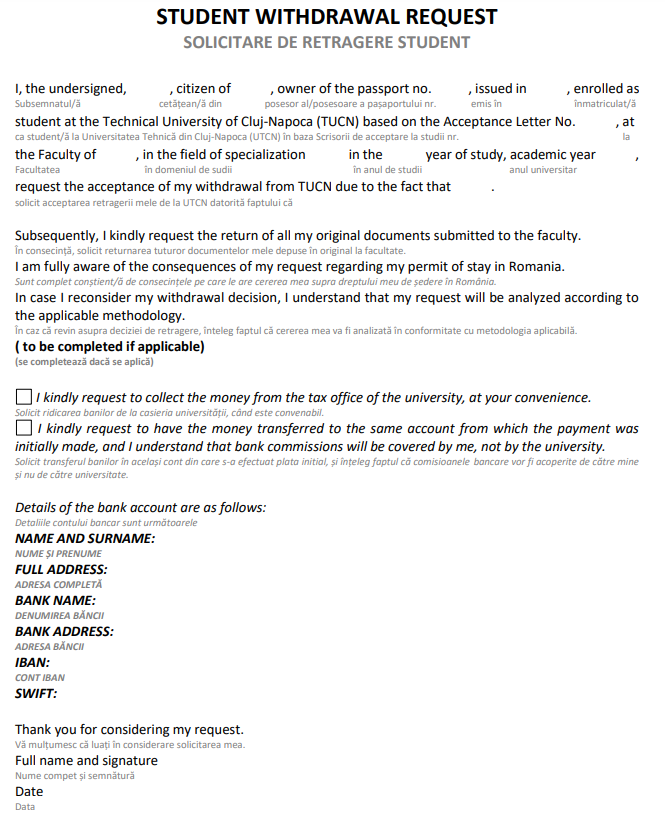 STUDENT WITHDRAWAL REQUEST
SOLICITARE DE RETRAGERE STUDENT
I, the undersigned, , citizen of , owner of the passport no. , issued in , enrolled as
Subsemnatul/ă cetățean/ă din posesor al/posesoare a pașaportului nr. emis în înmatriculat/ă
student at the Technical University of Cluj-Napoca (TUCN) based on the Acceptance Letter No. , at
ca student/ă la Universitatea Tehnică din Cluj-Napoca (UTCN) în baza Scrisorii de acceptare la studii nr. la
the Faculty of , in the field of specialization in the year of study, academic year ,
Facultatea în domeniul de sudii în anul de studii anul universitar
request the acceptance of my withdrawal from TUCN due to the fact that .
solicit acceptarea retragerii mele de la UTCN datorită faptului că
Subsequently, I kindly request the return of all my original documents submitted to the faculty.
În consecință, solicit returnarea tuturor documentelor mele depuse în original la facultate.
I am fully aware of the consequences of my request regarding my permit of stay in Romania.
Sunt complet conștient/ă de consecințele pe care le are cererea mea supra dreptului meu de ședere în România.
In case I reconsider my withdrawal decision, I understand that my request will be analyzed according to
the applicable methodology.
În caz că revin asupra deciziei de retragere, înteleg faptul că cererea mea va fi analizată în conformitate cu metodologia aplicabilă.
( to be completed if applicable)
(se completează dacă se aplică)
I kindly request to collect the money from the tax office of the university, at your convenience.
Solicit ridicarea banilor de la casieria universității, când este convenabil.
I kindly request to have the money transferred to the same account from which the payment was
initially made, and I understand that bank commissions will be covered by me, not by the university.
Solicit transferul banilor în același cont din care s-a efectuat plata initial, și înțeleg faptul că comisioanele bancare vor fi acoperite de către mine
și nu de către universitate.
Details of the bank account are as follows:
Detaliile contului bancar sunt următoarele
NAME AND SURNAME:
NUME ȘI PRENUME
FULL ADDRESS:
ADRESA COMPLETĂ
BANK NAME:
DENUMIREA BĂNCII
BANK ADDRESS:
ADRESA BĂNCII
IBAN:
CONT IBAN
SWIFT:
Thank you for considering my request.
Vă mulțumesc că luați în considerare solicitarea mea.
Full name and signature
Nume compet și semnătură
Date
Data